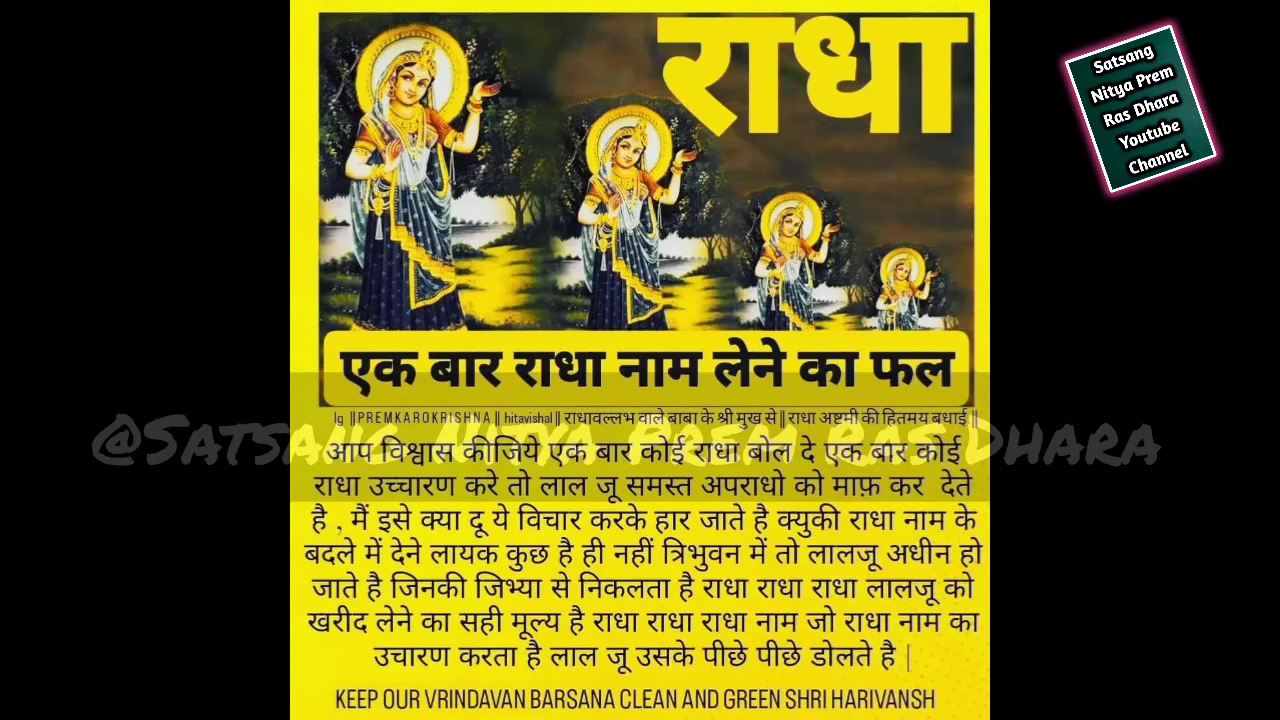 राधा
Satsang
Nitya Prem
Ras Dhara
Youtube
Channel
एक बार राधा नाम लेने का फल
Ig ||PREMKAROKRISHNA || hitavishal|| राधावल्लभ वाले बाबा के श्री मुख से || राधा अष्टमी की हितमय बधाई ||
@Satsang Nitya Prem Ras Dhara
आप विश्वास कीजिये एक बार कोई राधा बोल दे एक बार कोई
राधा उच्चारण करे तो लाल जू समस्त अपराधो को माफ़ कर देते
है , मैं इसे क्या दू ये विचार करके हार जाते है क्युकी राधा नाम के
बदले में देने लायक कुछ है ही नहीं त्रिभुवन में तो लालजू अधीन हो
जाते है जिनकी जिभ्या से निकलता है राधा राधा राधा लालजू को
खरीद लेने का सही मूल्य है राधा राधा राधा नाम जो राधा नाम का
उचारण करता है लाल जू उसके पीछे पीछे डोलते है |
KEEP OUR VRINDAVAN BARSANA CLEAN AND GREEN SHRI HARIVANSH